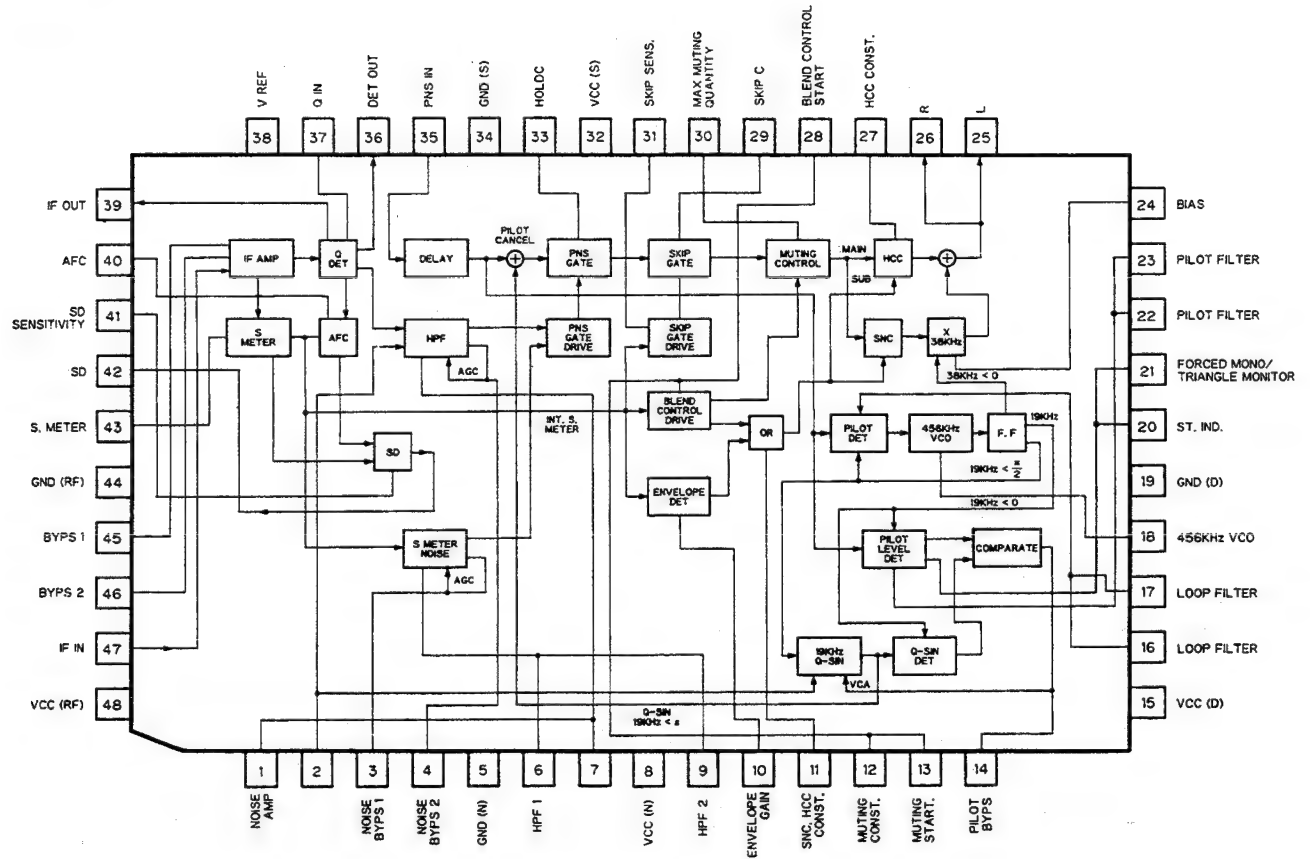 V REF
Q IN
DET OUT
PNS IN
GND (S)
HOLDC
VCC (S)
SKIP SENS.
MAX MUTING
QUANTITY
SKIP C
BLEND CONTROL
START
HCC CONST.
R
L
38
37
36
35
34
33
32
31
30
29
28
27
26
25
IF OUT
39
AFC
40
SD
SENSITIVITY
41
SD
42
S. METER
43
GND (RF)
44
BYPS 1
45
BYPS 2
46
IF IN
47
VCC (RF)
48
24
BIAS
23
PILOT FILTER
22
PILOT FILTER
21
FORCED MONO/
TRIANGLE MONITOR
20
ST. IND.
19
GND (D)
18
456KHz VCO
17
LOOP FILTER
16
LOOP FILTER
15
VCC (D)
PILOT
CANCEL
IF AMP
Q
DET
DELAY
PNS
GATE
SKIP
GATE
MUTING
CONTROL
MAIN
SUB
HCC
S
METER
AFC
HPF
AGC
PNS
GATE
DRIVE
SKIP
GATE
DRIVE
SNC
X
38KHz
38KHz < 0
INT. S.
METER
BLEND
CONTROL
DRIVE
OR
PILOT
DET
456KHz
VCO
F. F
19KHz
19KHz < π/2
19KHz < 0
SD
ENVELOPE
DET
S METER
NOISE
AGC
PILOT
LEVEL
DET
COMPARATE
19KHz
Q-SIN
VCA
Q-SIN
DET
Q-SIN
19KHz < s
1
2
3
4
5
6
7
8
9
10
11
12
13
14
NOISE
AMP
NOISE
BYPS 1
NOISE
BYPS 2
GND (N)
HPF 1
VCC (N)
HPF 2
ENVELOPE
GAIN
SNC, HCC
CONST.
MUTING
CONST.
MUTING
START.
PILOT
BYPS